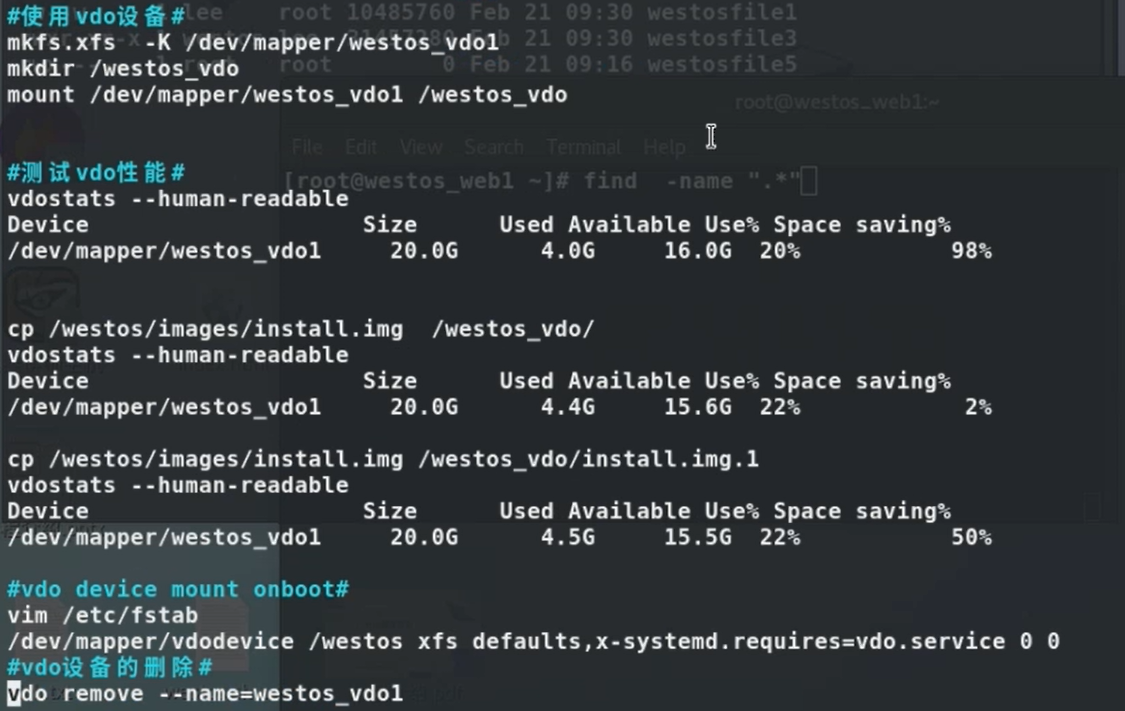 #使用vdo设备#
mkfs.xfs  -K /dev/mapper/westos_vdo1
mkdir /westos_vdo
mount /dev/mapper/westos_vdo1 /westos_vdo
lee    root 10485760 Feb 21 09:30 westosfile1
Feb 21 09:30 westosfile3
root        0 Feb 21 09:16 westosfile5
root@westos_web1:~
File Edit View Search Terminal Help
[root@westos_web1 ~]# find  -name ".*"
#测试vdo性能#
vdostats --human-readable
Device                    Size      Used Available Use% Space saving%
/dev/mapper/westos_vdo1     20.0G      4.0G     16.0G  20%           98%
cp /westos/images/install.img  /westos_vdo/
vdostats --human-readable
Device                    Size      Used Available Use% Space saving%
/dev/mapper/westos_vdo1     20.0G      4.4G     15.6G  22%            2%
cp /westos/images/install.img /westos_vdo/install.img.1
vdostats --human-readable
Device                    Size      Used Available Use% Space saving%
/dev/mapper/westos_vdo1     20.0G      4.5G     15.5G  22%           50%
#vdo device mount onboot#
vim /etc/fstab
/dev/mapper/vdodevice /westos xfs defaults,x-systemd.requires=vdo.service 0 0
#vdo设备的删除#
vdo remove --name=westos_vdo1